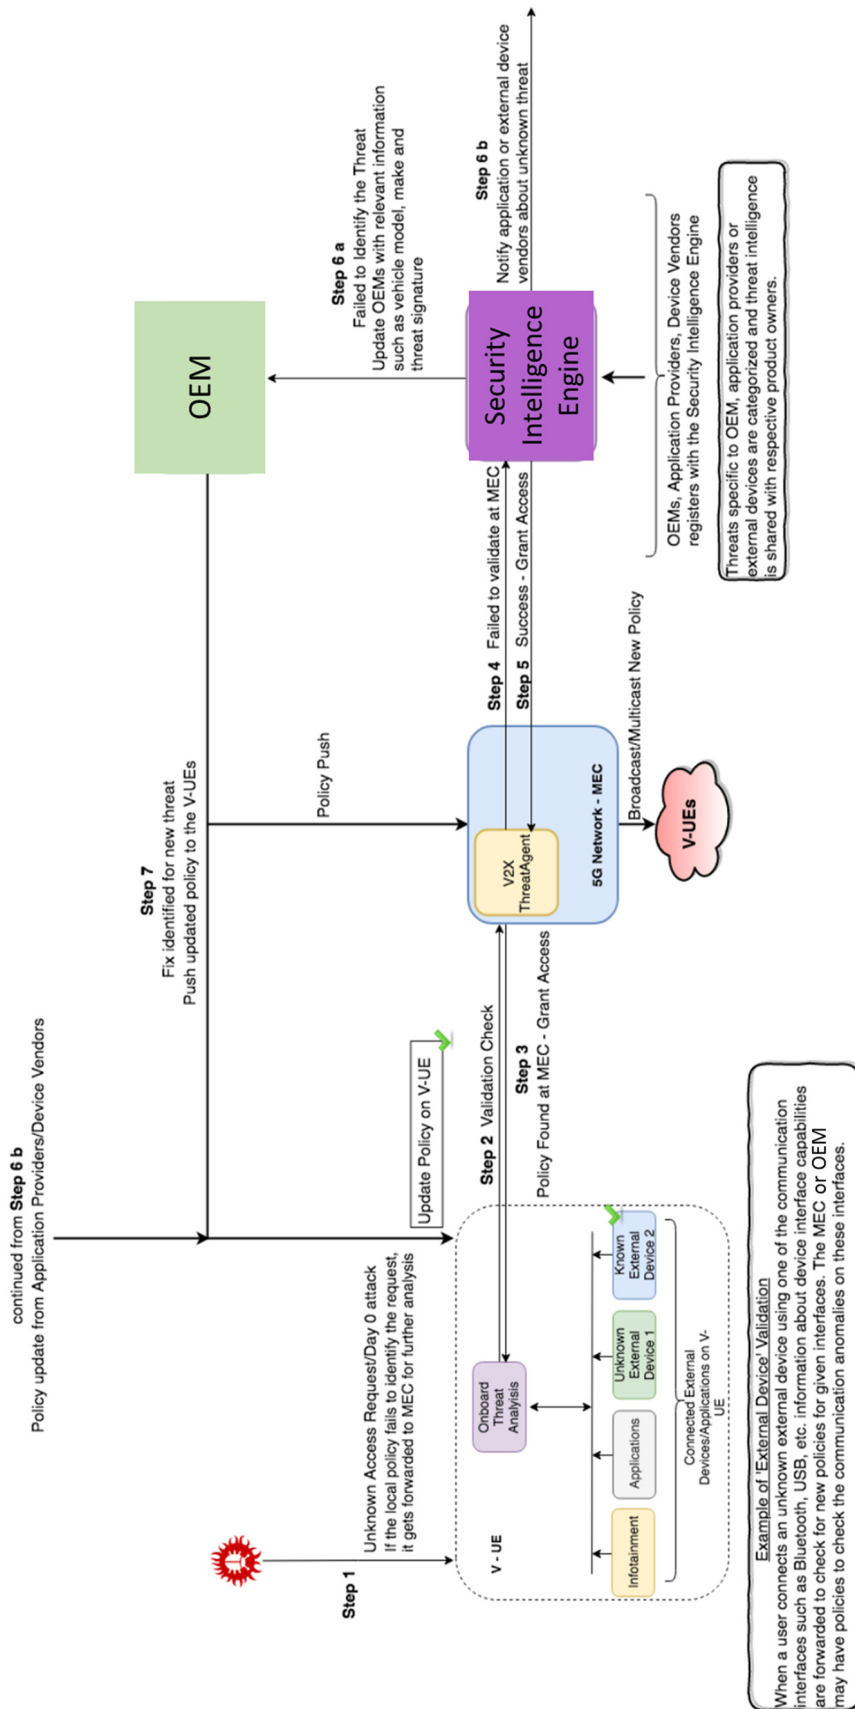 continued from Step 6 b
Policy update from Application Providers/Device Vendors
Step 7
Fix identified for new threat
Push updated policy to the V-UEs
OEM
Step 6 a
Failed to Identify the Threat
Update OEMs with relevant information
such as vehicle model, make and
threat signature
Step 1
Unknown Access Request/Day 0 attack
If the local policy fails to identify the request,
it gets forwarded to MEC for further analysis
Update Policy on V-UE
Policy Push
V - UE
Onboard
Threat
Analyisis
Infotainment
Applications
Unknown
External
Device 1
Known
External
Device 2
Connected External
Devices/Applications on V-
UE
Step 2 Validation Check
Step 3
Policy Found at MEC - Grant Access
V2X
ThreatAgent
5G Network - MEC
Broadcast/Multicast New Policy
V-UEs
Step 4 Failed to validate at MEC
Step 5 Success - Grant Access
Security
Intelligence
Engine
Step 6 b
Notify application or external device
vendors about unknown threat
OEMs, Application Providers, Device Vendors
registers with the Security Intelligence Engine
Threats specific to OEM, application providers or
external devices are categorized and threat intelligence
is shared with respective product owners.
Example of 'External Device' Validation
When a user connects an unknown external device using one of the communication
interfaces such as Bluetooth, USB, etc. information about device interface capabilities
are forwarded to check for new policies for given interfaces. The MEC or OEM
may have policies to check the communication anomalies on these interfaces.